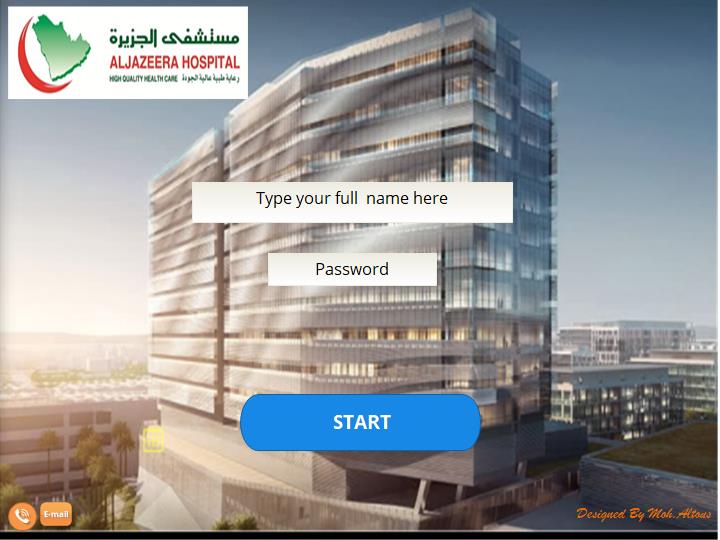 مستشفى الجزيرة
ALJAZEERA HOSPITAL
HIGH QUALITY HEALTH CARE رعاية طبية عالية الجودة
Type your full  name here
Password
START
E-mail
Designed By Moh.Altous